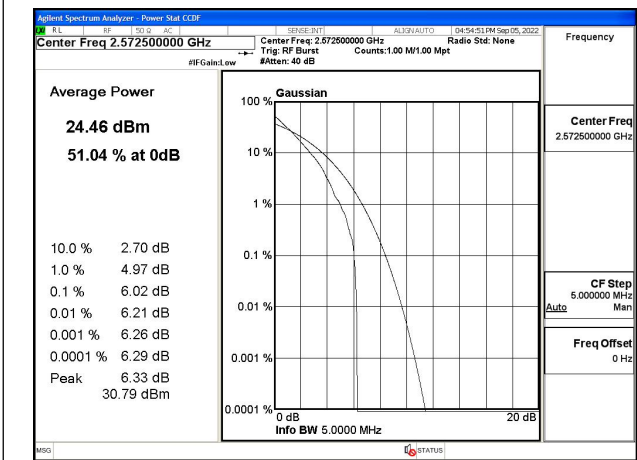 Agilent Spectrum Analyzer - Power Stat CCDF
RL RF 50 Ω AC SENSE:INT ALIGN AUTO 04:54:51 PM Sep 05, 2022
Center Freq 2.572500000 GHz
Center Freq: 2.572500000 GHz Radio Std: None
Trig: RF Burst Counts:1.00 M/1.00 Mpt
#IFGain:Low #Atten: 40 dB
Frequency
Average Power
24.46 dBm
51.04 % at 0dB
10.0 % 2.70 dB
1.0 % 4.97 dB
0.1 % 6.02 dB
0.01 % 6.21 dB
0.001 % 6.26 dB
0.0001 % 6.29 dB
Peak 6.33 dB
30.79 dBm
Gaussian
100 %
10 %
1 %
0.1 %
0.01 %
0.001 %
0.0001 %
0 dB 20 dB
Info BW 5.0000 MHz
Center Freq
2.572500000 GHz
CF Step
5.000000 MHz
Auto Man
Freq Offset
0 Hz
MSG STATUS